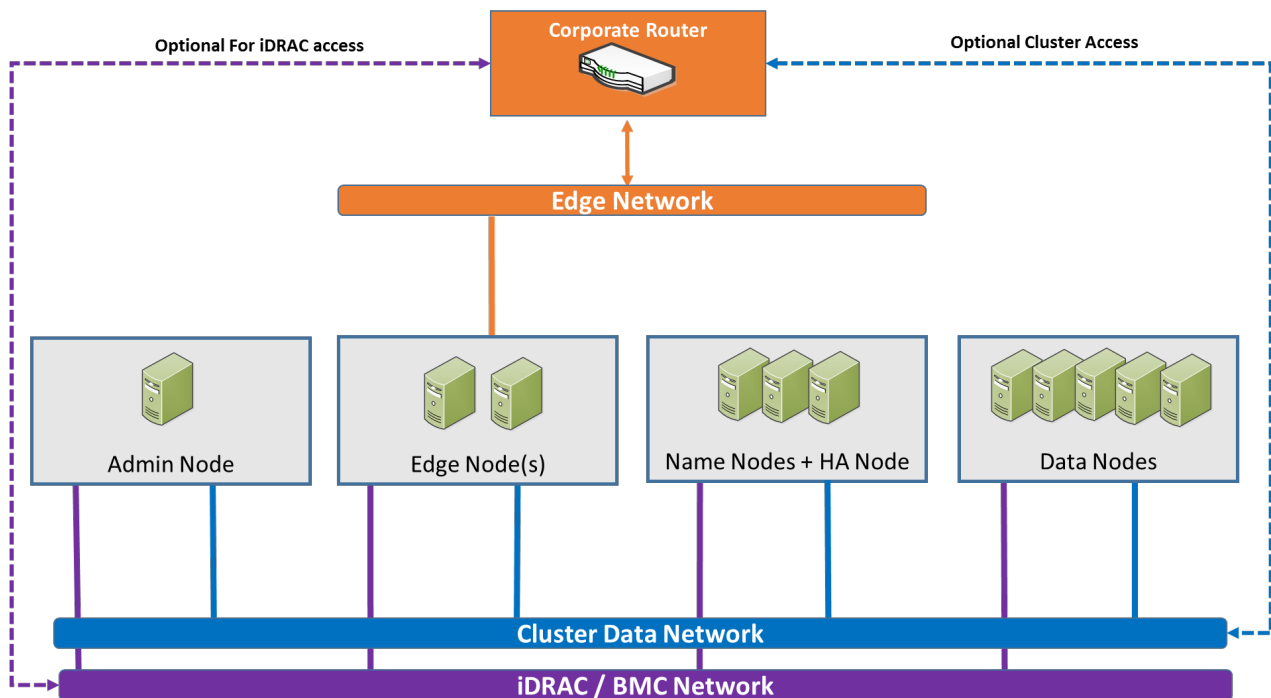 Corporate Router
Optional For iDRAC access
Optional Cluster Access
Edge Network
Admin Node
Edge Node(s)
Name Nodes + HA Node
Data Nodes
Cluster Data Network
iDRAC / BMC Network